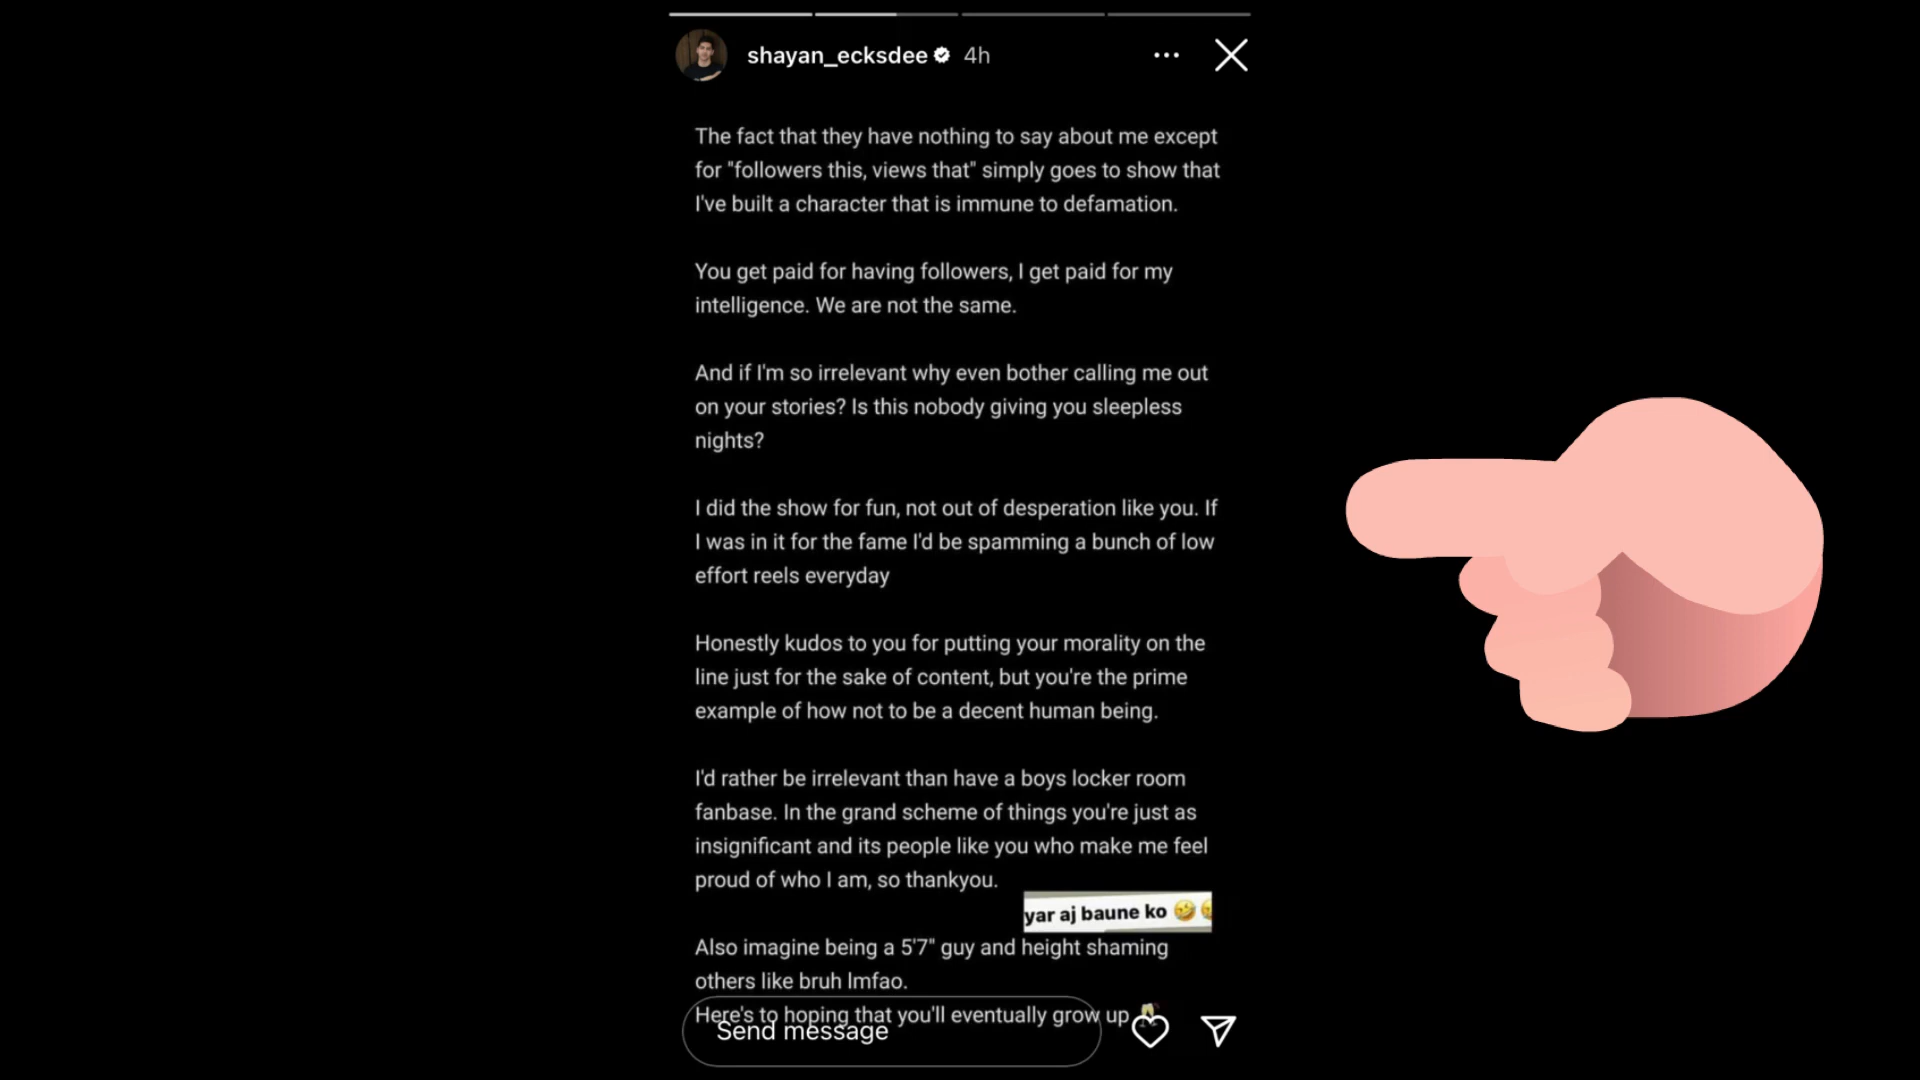 shayan_ecksdee 4h
The fact that they have nothing to say about me except
for "followers this, views that" simply goes to show that
I've built a character that is immune to defamation.
You get paid for having followers, I get paid for my
intelligence. We are not the same.
And if I'm so irrelevant why even bother calling me out
on your stories? Is this nobody giving you sleepless
nights?
I did the show for fun, not out of desperation like you. If
I was in it for the fame I'd be spamming a bunch of low
effort reels everyday
Honestly kudos to you for putting your morality on the
line just for the sake of content, but you're the prime
example of how not to be a decent human being.
I'd rather be irrelevant than have a boys locker room
fanbase. In the grand scheme of things you're just as
insignificant and its people like you who make me feel
proud of who I am, so thankyou.
yar aj baune ko 🤣
Also imagine being a 5'7" guy and height shaming
others like bruh lmfao.
Here's to hoping that you'll eventually grow up 🥂
Send message